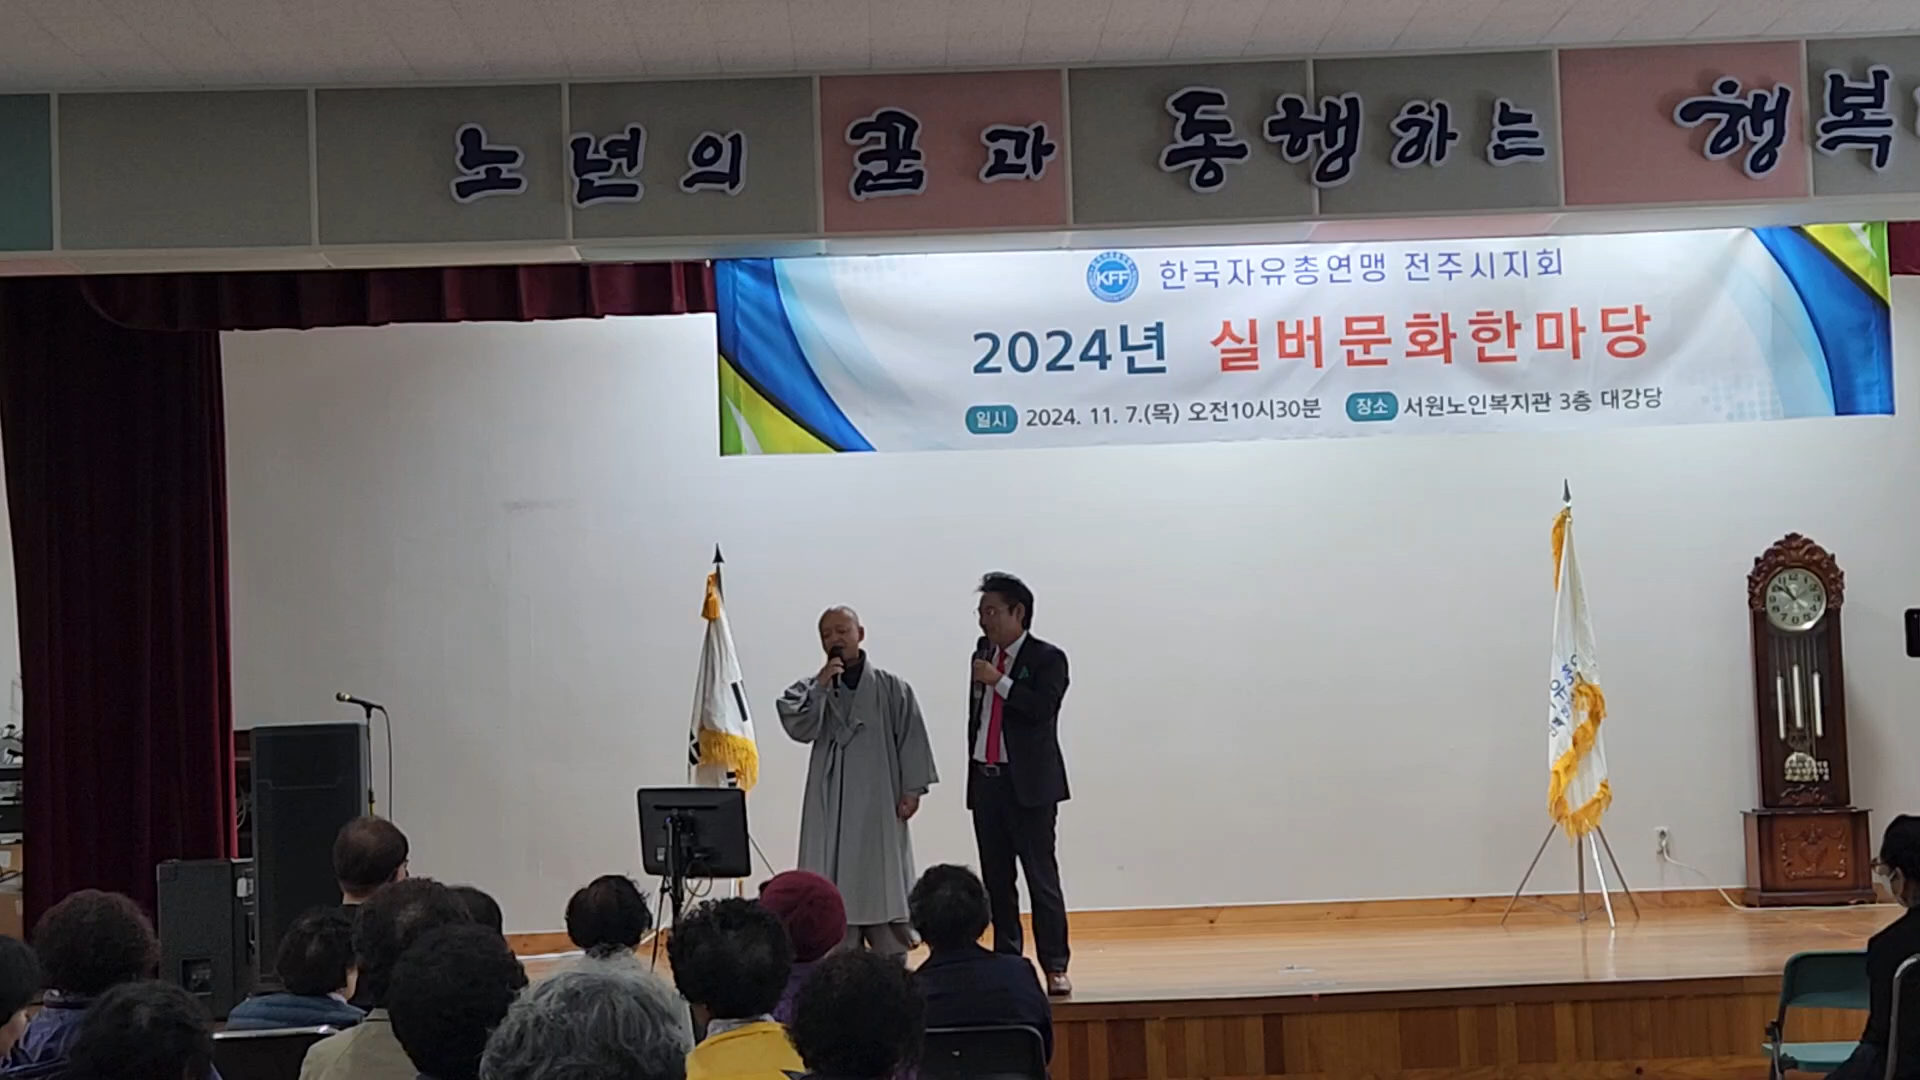 노년의 꿈과 동행하는 행복
KFF 한국자유총연맹 전주시지회
2024년 실버문화한마당
일시 2024. 11. 7.(목) 오전10시30분 장소 서원노인복지관 3층 대강당